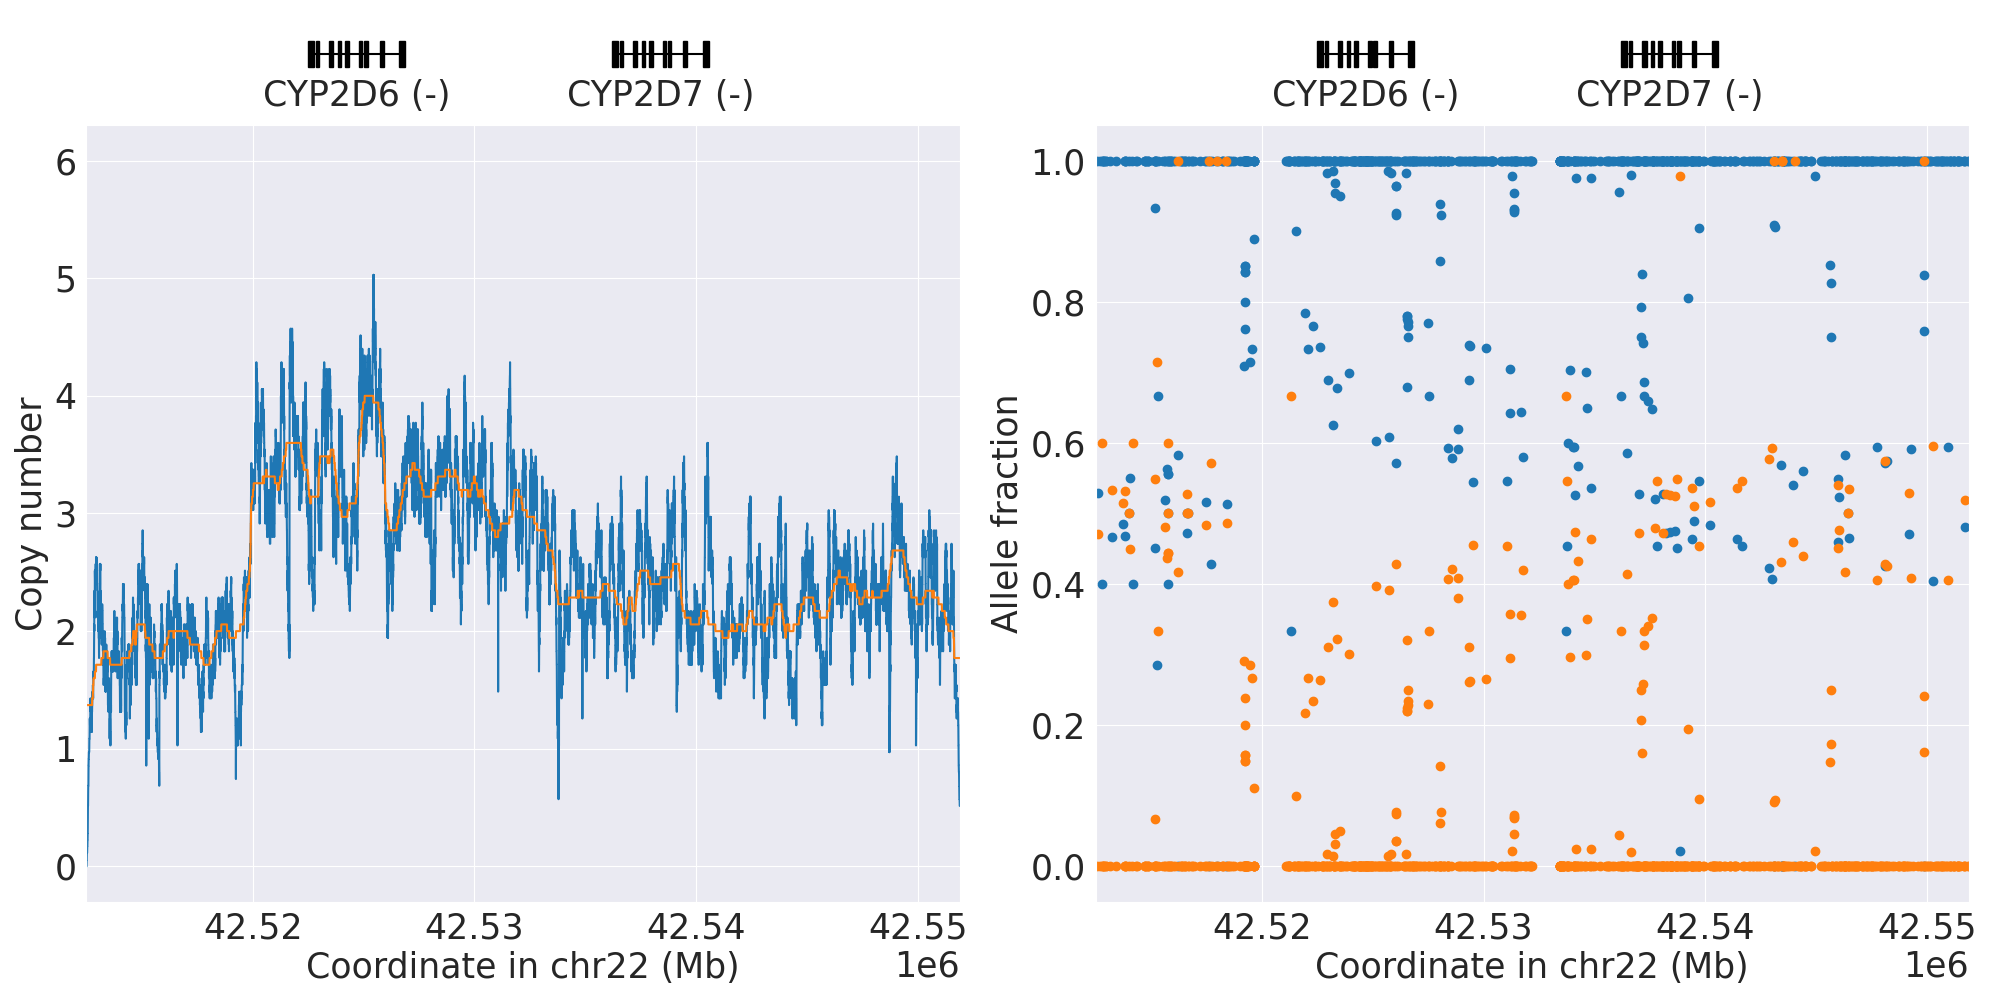 CYP2D6 (-) CYP2D7 (-)
6
5
4
3
2
1
0
Copy number
42.52 42.53 42.54 42.55
Coordinate in chr22 (Mb) 1e6
CYP2D6 (-) CYP2D7 (-)
1.0
0.8
0.6
0.4
0.2
0.0
Allele fraction
42.52 42.53 42.54 42.55
Coordinate in chr22 (Mb) 1e6